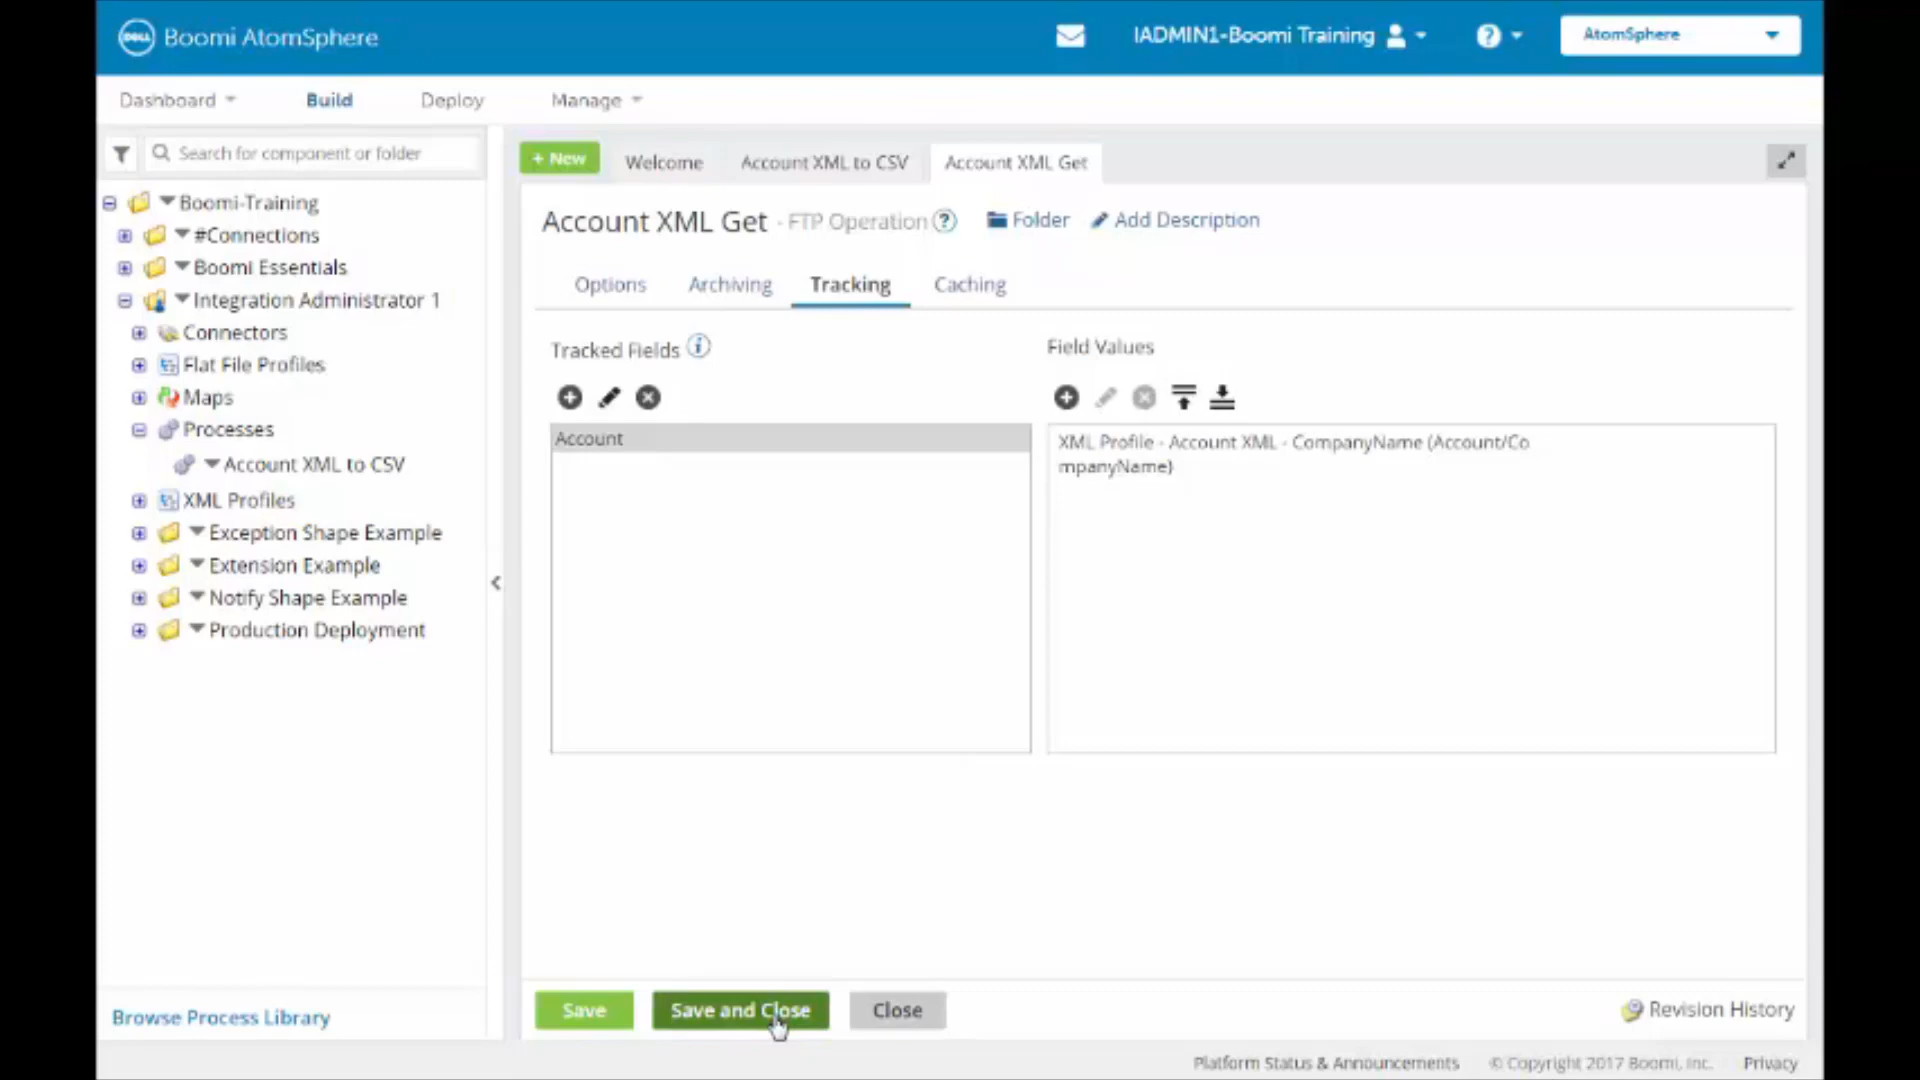 DELL Boomi AtomSphere
IADMIN1-Boomi Training
AtomSphere
Dashboard Build Deploy Manage
Search for component or folder
+ New Welcome Account XML to CSV Account XML Get
Boomi-Training
#Connections
Boomi Essentials
Integration Administrator 1
Connectors
Flat File Profiles
Maps
Processes
Account XML to CSV
XML Profiles
Exception Shape Example
Extension Example
Notify Shape Example
Production Deployment
Browse Process Library
Account XML Get - FTP Operation ? Folder Add Description
Options Archiving Tracking Caching
Tracked Fields i
Account
Field Values
XML Profile - Account XML - CompanyName (Account/Co
mpanyName)
Save Save and Close Close
Revision History
Platform Status & Announcements © Copyright 2017 Boomi, Inc. Privacy